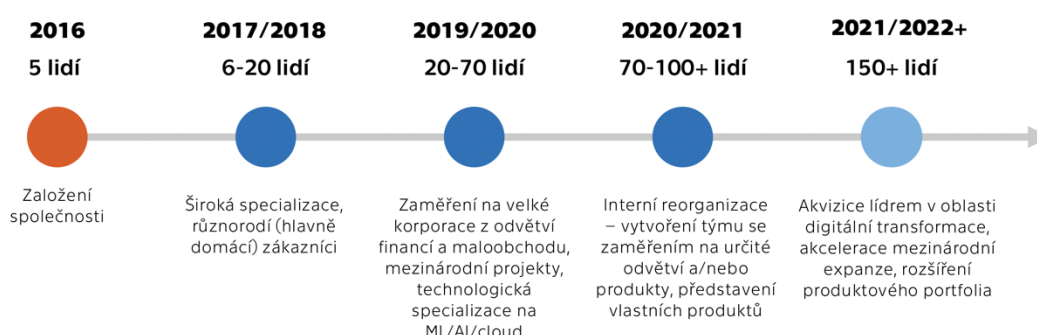 2016
5 lidí
Založení
společnosti
2017/2018
6-20 lidí
Široká specializace,
různorodí (hlavně
domácí) zákazníci
2019/2020
20-70 lidí
Zaměření na velké
korporace z odvětví
financí a maloobchodu,
mezinárodní projekty,
technologická
specializace na
ML/AI/cloud
2020/2021
70-100+ lidí
Interní reorganizace
– vytvoření týmu se
zaměřením na určité
odvětví a/nebo
produkty, představení
vlastních produktů
2021/2022+
150+ lidí
Akvizice lídrem v oblasti
digitální transformace,
akcelerace mezinárodní
expanze, rozšíření
produktového portfolia